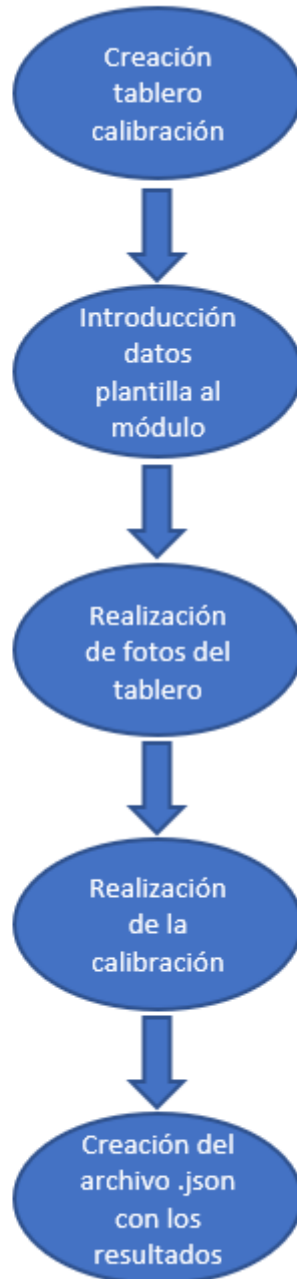 Creación
tablero
calibración
Introducción
datos
plantilla al
módulo
Realización
de fotos del
tablero
Realización
de la
calibración
Creación del
archivo .json
con los
resultados